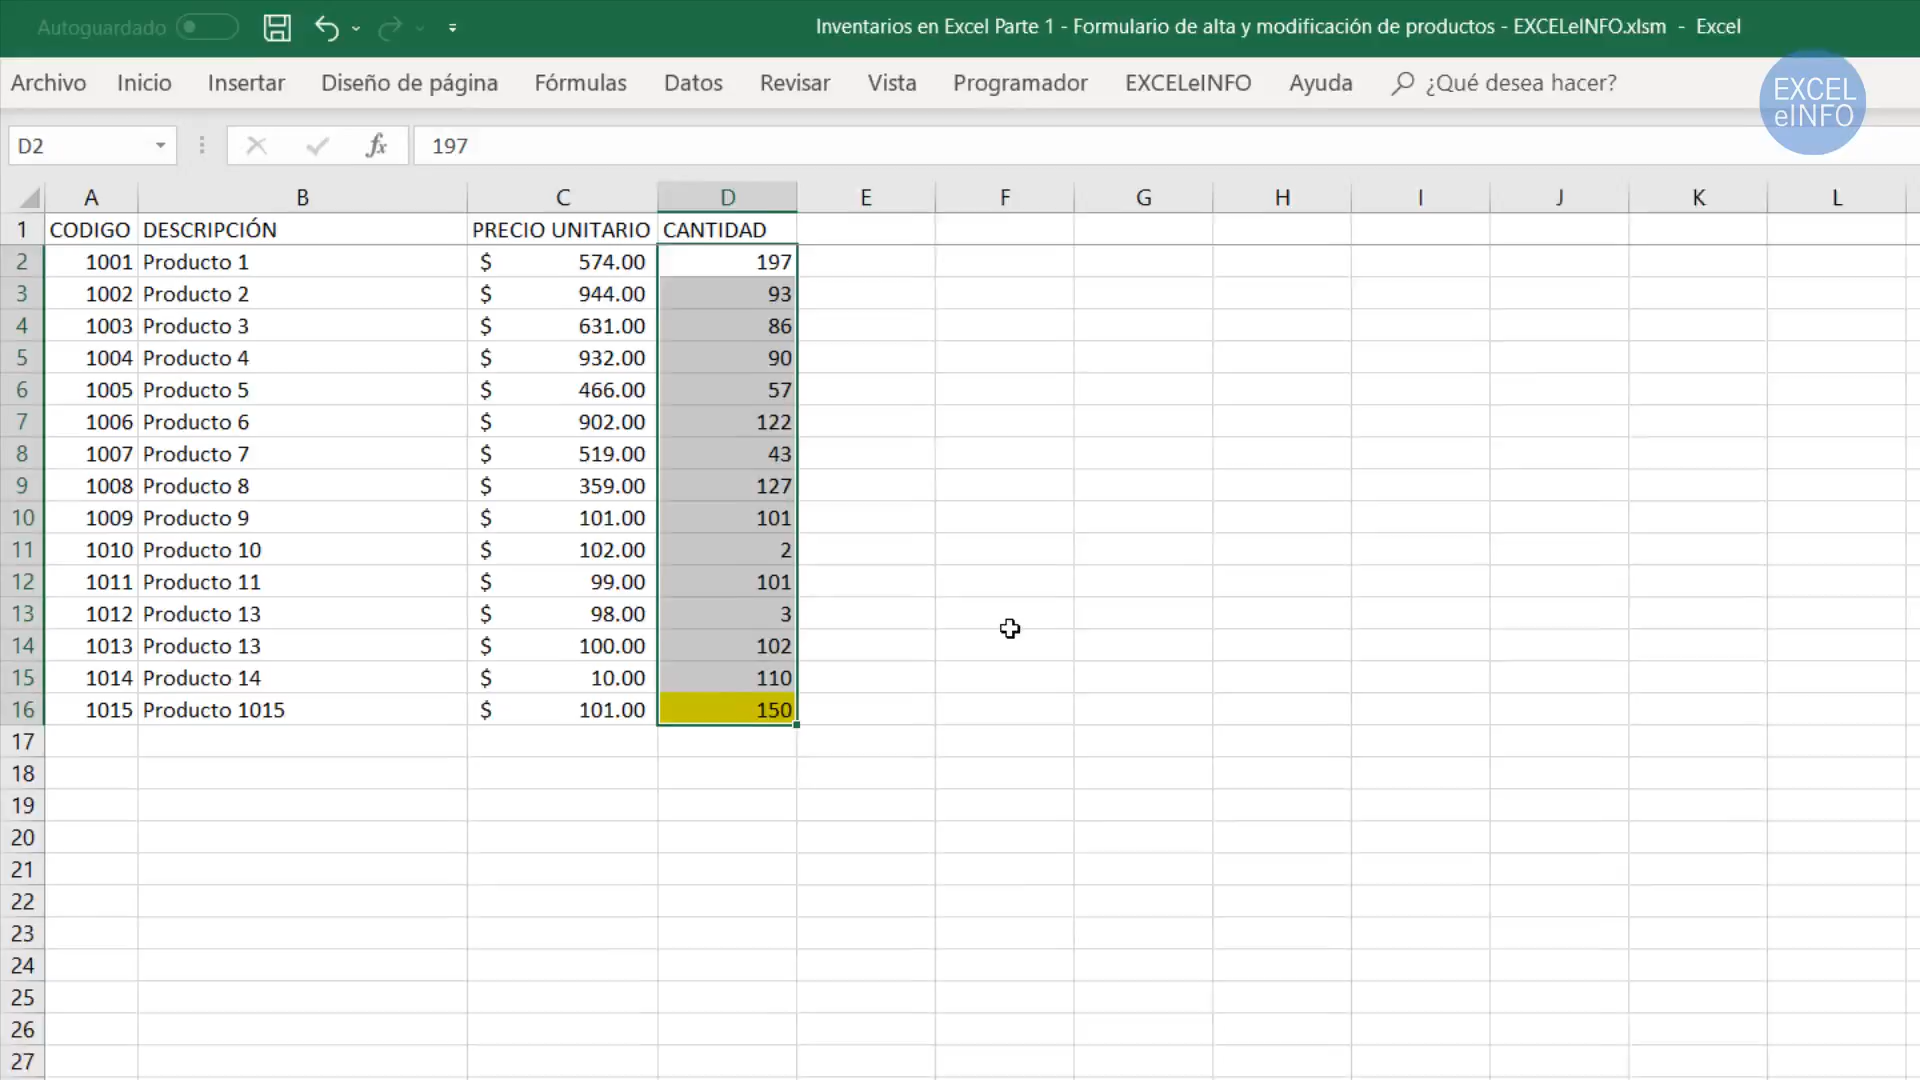 Autoguardado
Inventarios en Excel Parte 1 - Formulario de alta y modificación de productos - EXCELeINFO.xlsm - Excel
Archivo Inicio Insertar Diseño de página Fórmulas Datos Revisar Vista Programador EXCELeINFO Ayuda ¿Qué desea hacer?
EXCEL
eINFO
D2 fx 197
A B C D E F G H I J K L
1 CODIGO DESCRIPCIÓN PRECIO UNITARIO CANTIDAD
2 1001 Producto 1 $ 574.00 197
3 1002 Producto 2 $ 944.00 93
4 1003 Producto 3 $ 631.00 86
5 1004 Producto 4 $ 932.00 90
6 1005 Producto 5 $ 466.00 57
7 1006 Producto 6 $ 902.00 122
8 1007 Producto 7 $ 519.00 43
9 1008 Producto 8 $ 359.00 127
10 1009 Producto 9 $ 101.00 101
11 1010 Producto 10 $ 102.00 2
12 1011 Producto 11 $ 99.00 101
13 1012 Producto 13 $ 98.00 3
14 1013 Producto 13 $ 100.00 102
15 1014 Producto 14 $ 10.00 110
16 1015 Producto 1015 $ 101.00 150
17
18
19
20
21
22
23
24
25
26
27